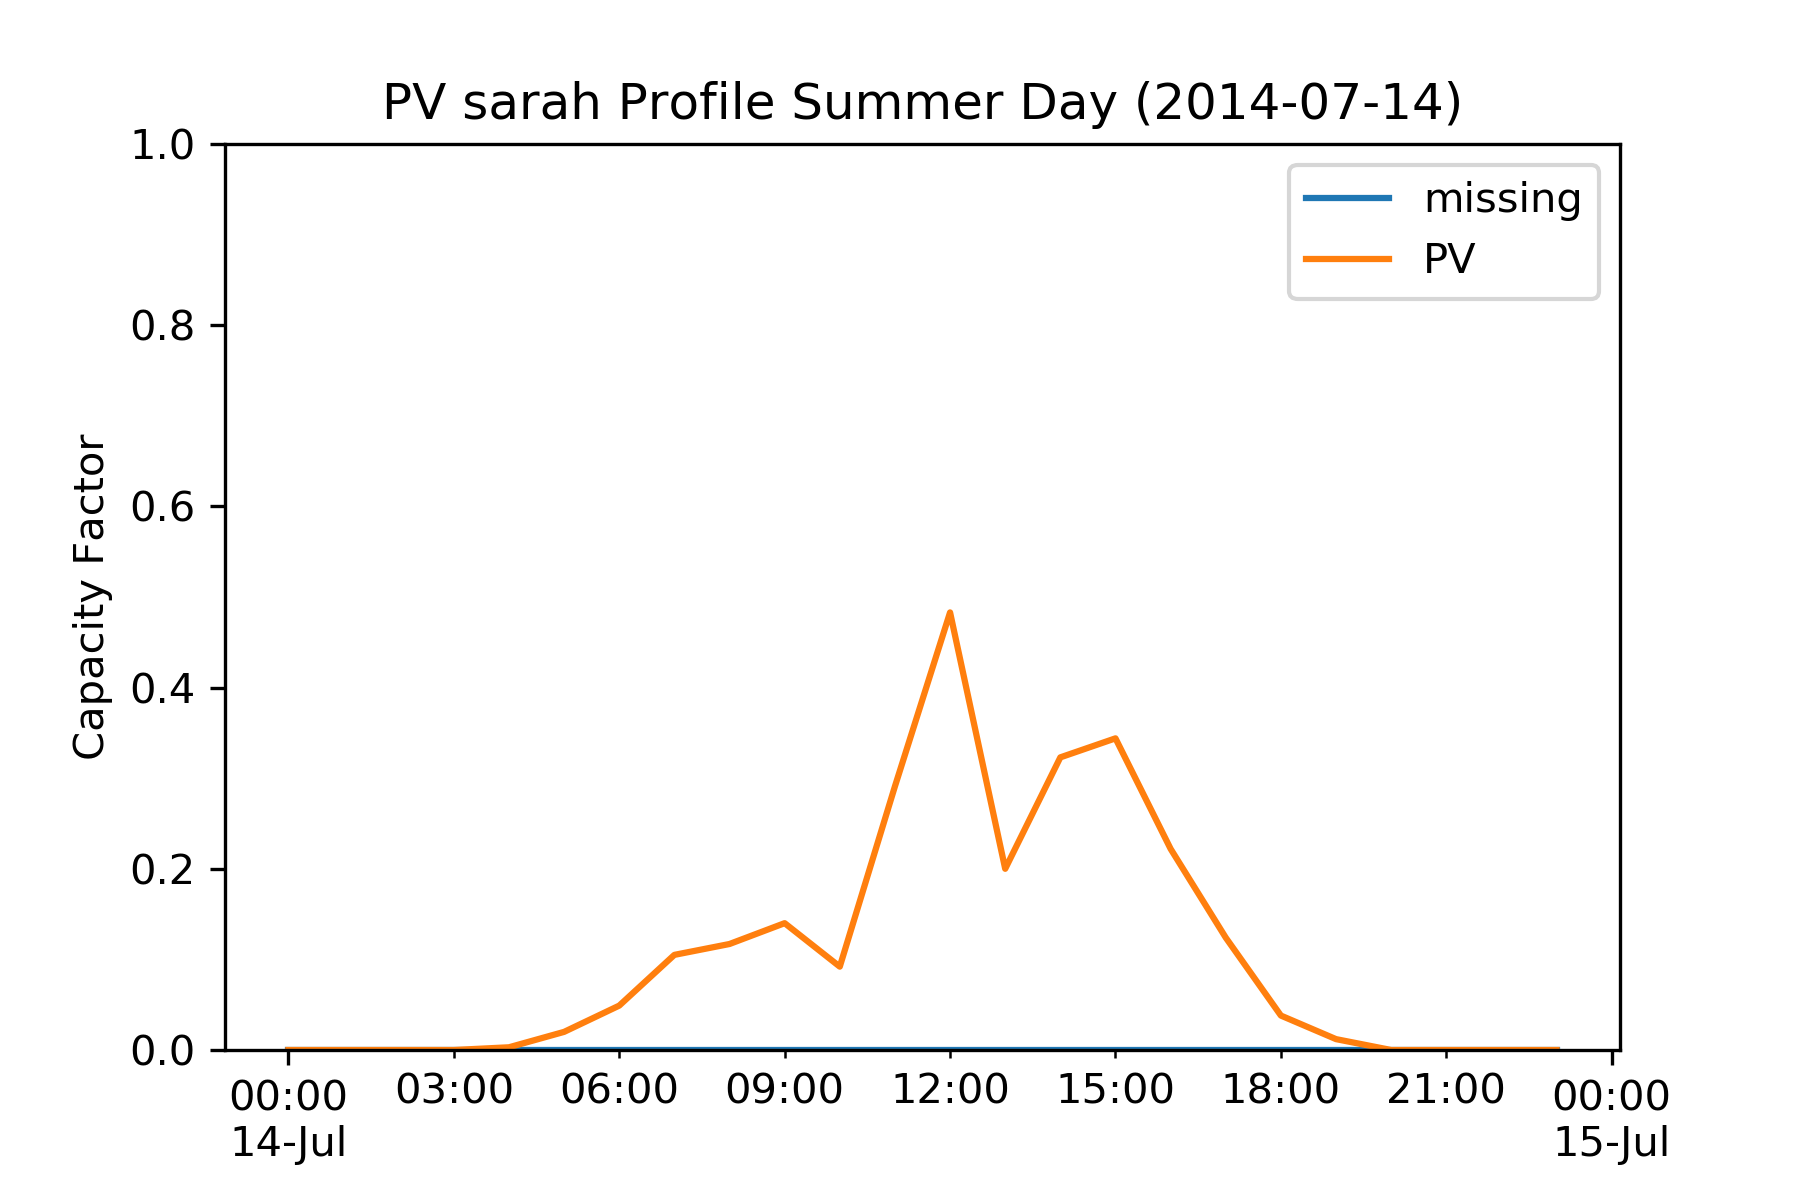 PV sarah Profile Summer Day (2014-07-14)
missing
PV
Capacity Factor
1.0
0.8
0.6
0.4
0.2
0.0
00:00 03:00 06:00 09:00 12:00 15:00 18:00 21:00 00:00
14-Jul 15-Jul